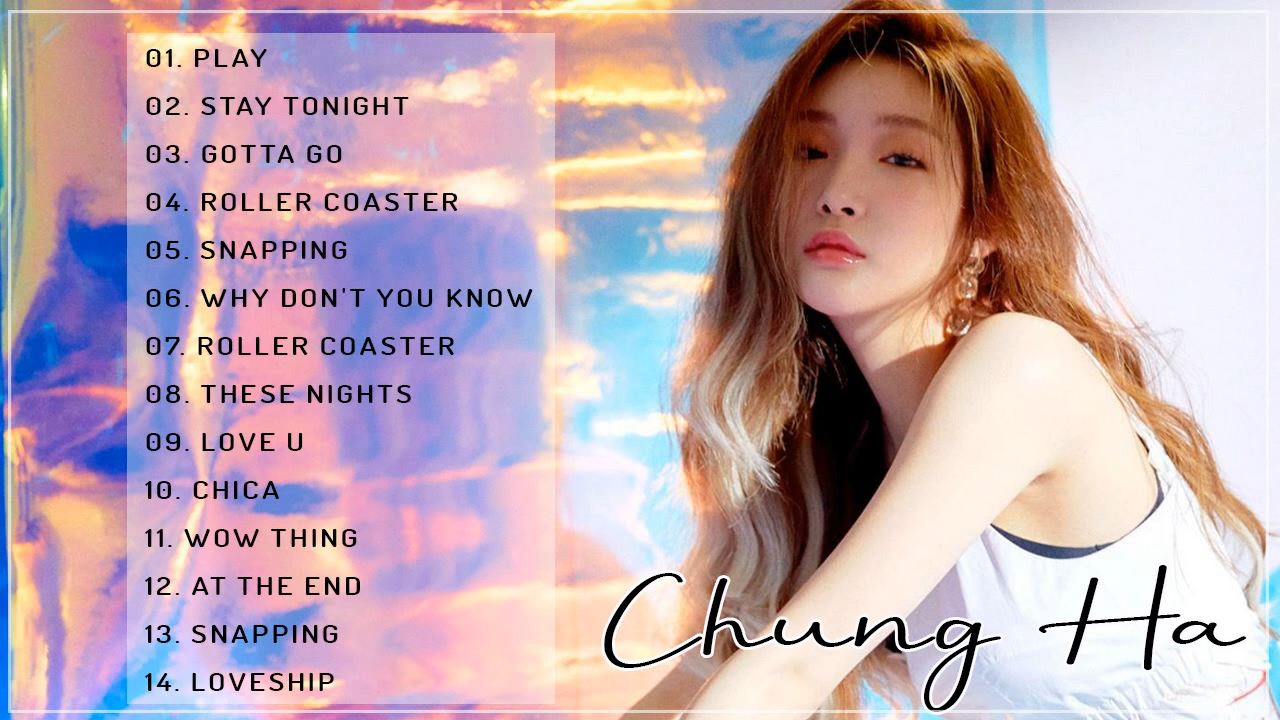 01. PLAY
02. STAY TONIGHT
03. GOTTA GO
04. ROLLER COASTER
05. SNAPPING
06. WHY DON'T YOU KNOW
07. ROLLER COASTER
08. THESE NIGHTS
09. LOVE U
10. CHICA
11. WOW THING
12. AT THE END
13. SNAPPING
14. LOVESHIP
Chung Ha